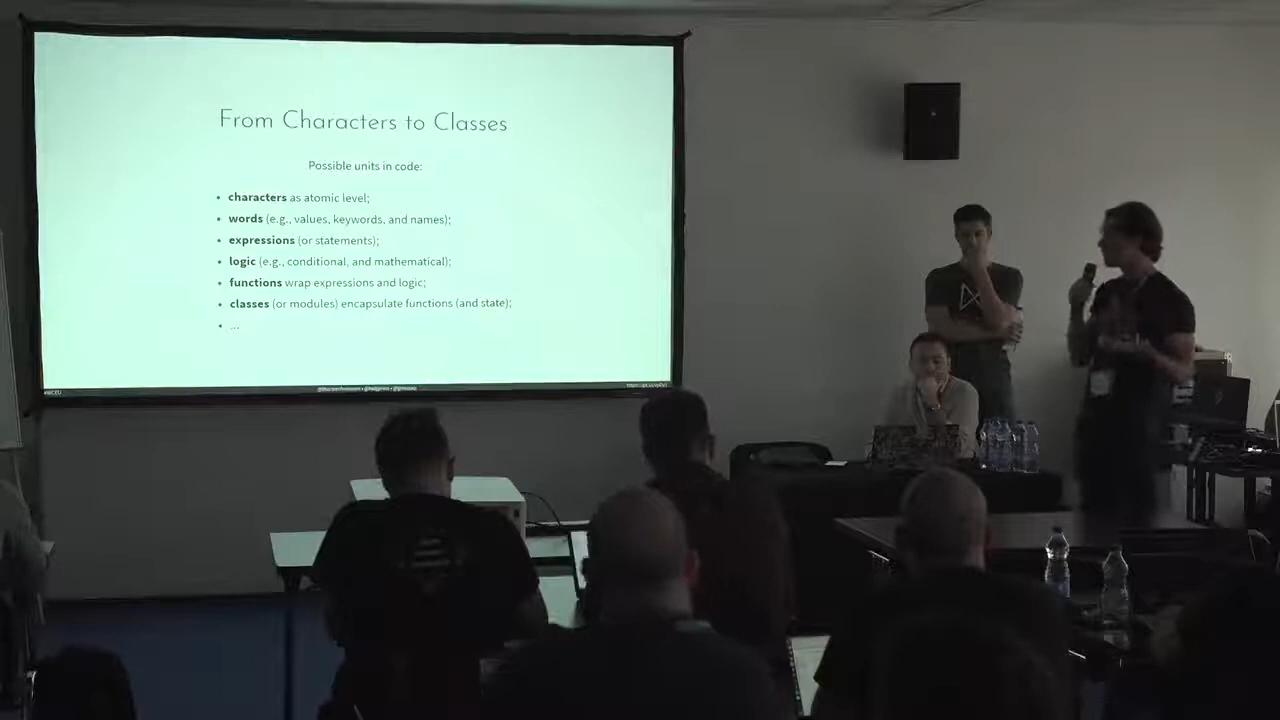 From Characters to Classes
Possible units in code:
• characters as atomic level;
• words (e.g., values, keywords, and names);
• expressions (or statements);
• logic (e.g., conditional, and mathematical);
• functions wrap expressions and logic;
• classes (or modules) encapsulate functions (and state);
• ...